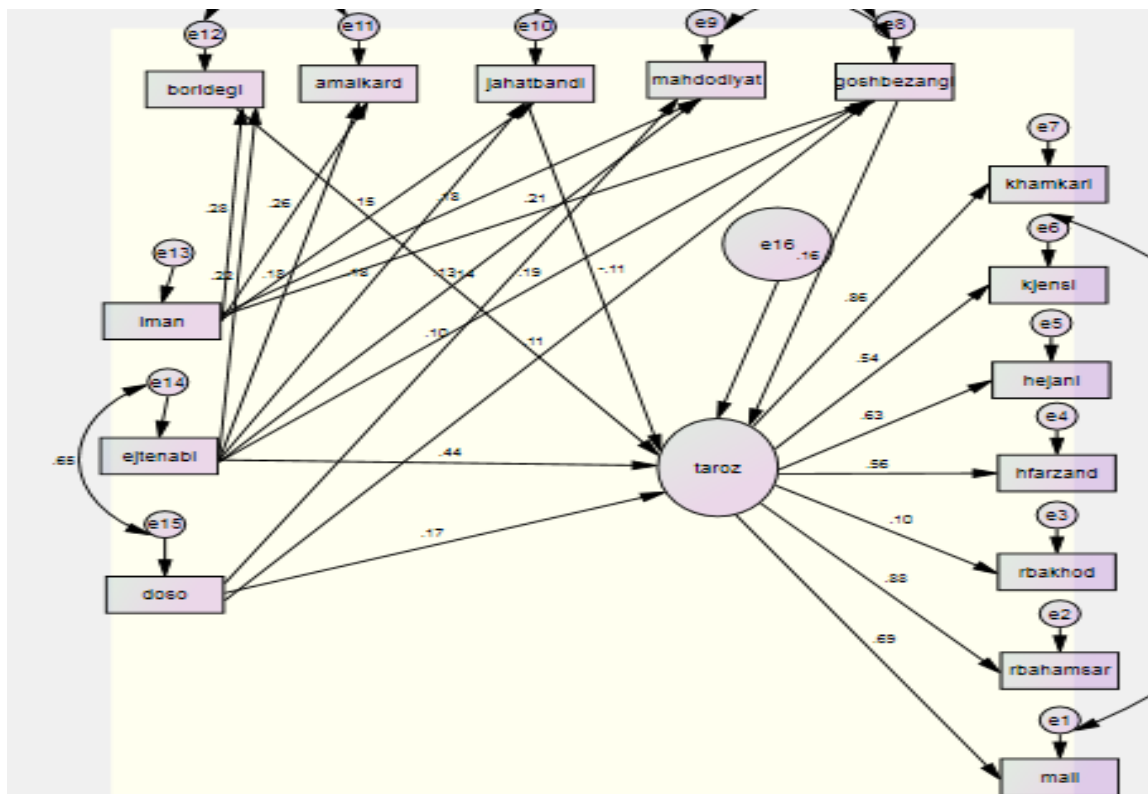 e12
e11
e10
e9
e8
boridegi
amalkard
jahatbandi
mahdodiyat
goshbezangi
e7
khamkari
e6
kjensi
e5
hejani
e4
hfarzand
e3
rbakhod
e2
rbahamsar
e1
mali
e13
iman
e14
ejtenabi
e15
doso
e16
taroz
.28
.26
.15
.18
.21
.16
.22
.18
.18
.13
.14
.19
-.11
.10
.11
.86
.54
.63
.56
.10
.88
.69
.65
.44
.17